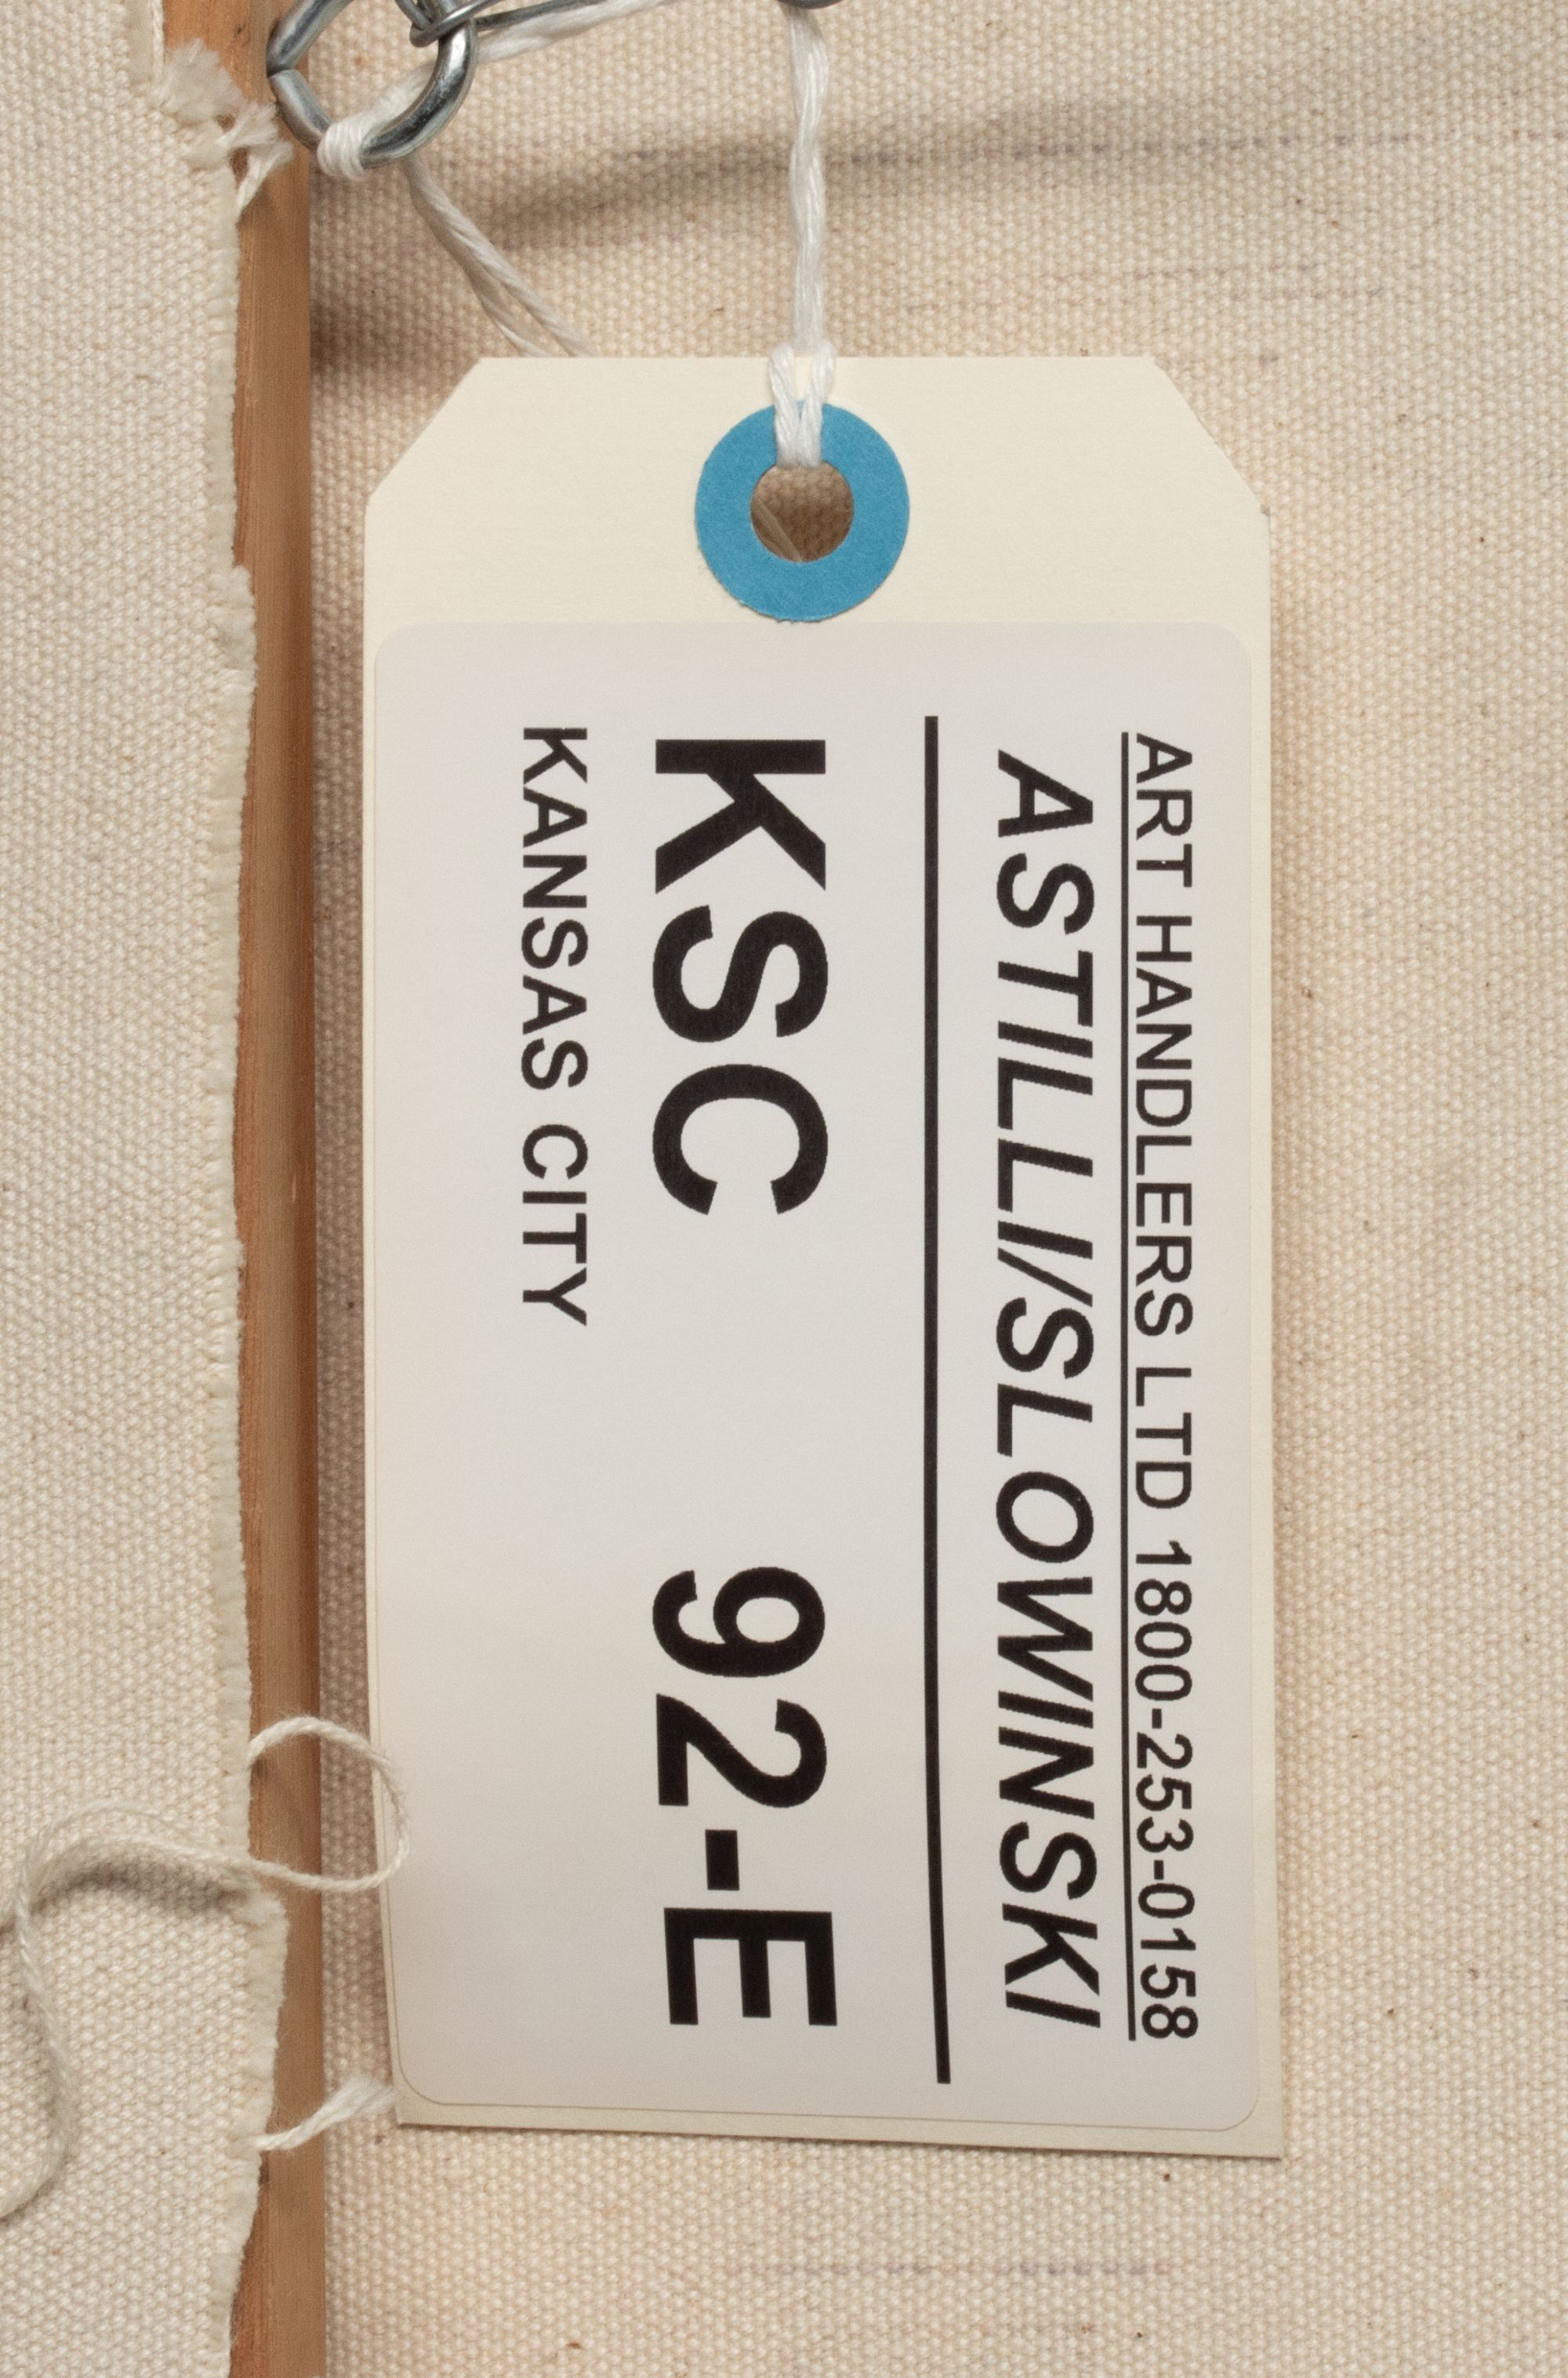 ART HANDLERS LTD 1800-253-0158
ASTILLI/SLOWINSKI
KSC 92-E
KANSAS CITY